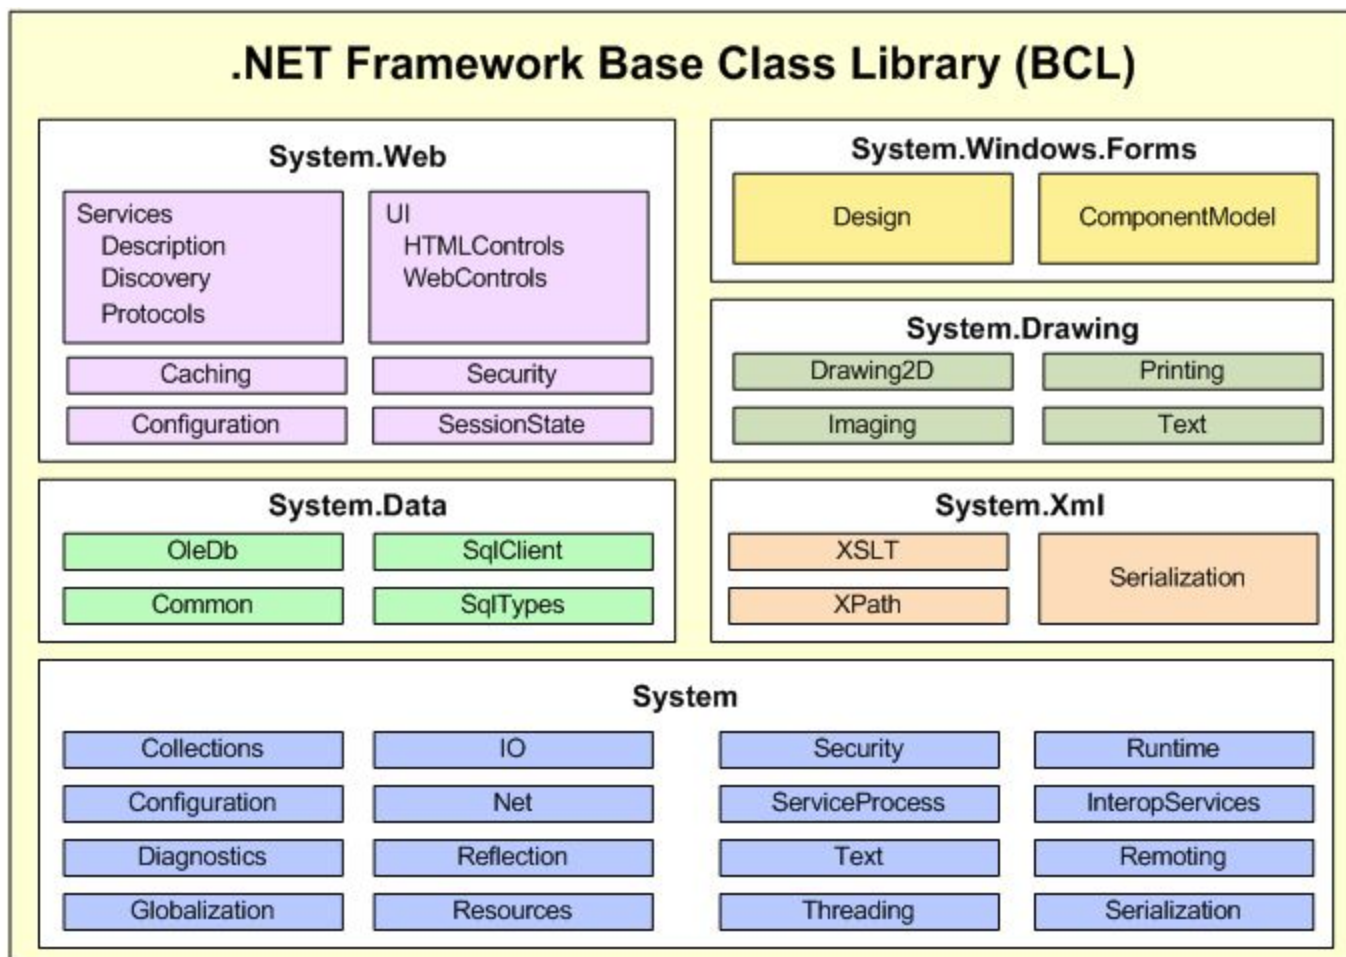 .NET Framework Base Class Library (BCL)
System.Web
Services
Description
Discovery
Protocols
UI
HTMLControls
WebControls
Caching
Security
Configuration
SessionState
System.Windows.Forms
Design
ComponentModel
System.Drawing
Drawing2D
Printing
Imaging
Text
System.Data
OleDb
SqlClient
Common
SqlTypes
System.Xml
XSLT
XPath
Serialization
System
Collections
IO
Security
Runtime
Configuration
Net
ServiceProcess
InteropServices
Diagnostics
Reflection
Text
Remoting
Globalization
Resources
Threading
Serialization